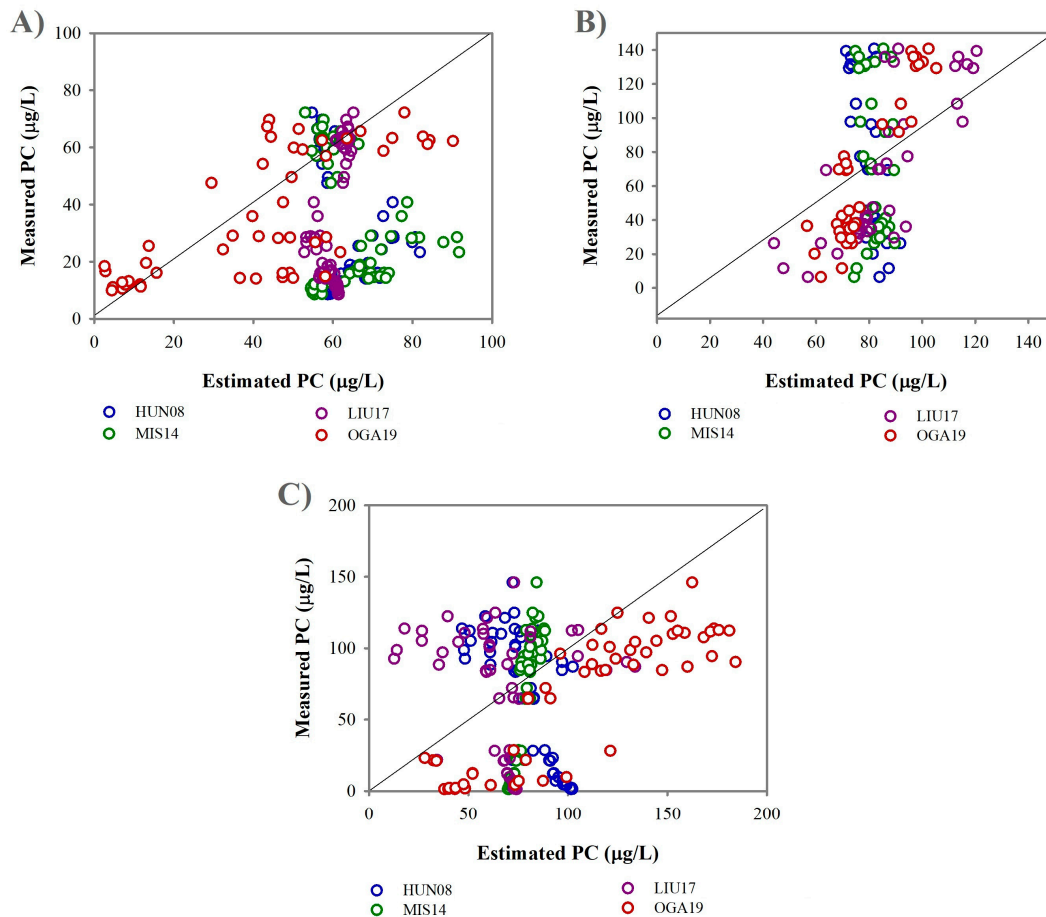 A)
B)
100
80
60
40
20
0
Measured PC (µg/L)
0 20 40 60 80 100
Estimated PC (µg/L)
HUN08 LIU17
MIS14 OGA19
140
120
100
80
60
40
20
0
Measured PC (µg/L)
0 20 40 60 80 100 120 140
Estimated PC (µg/L)
HUN08 LIU17
MIS14 OGA19
C)
200
150
100
50
0
Measured PC (µg/L)
0 50 100 150 200
Estimated PC (µg/L)
HUN08 LIU17
MIS14 OGA19